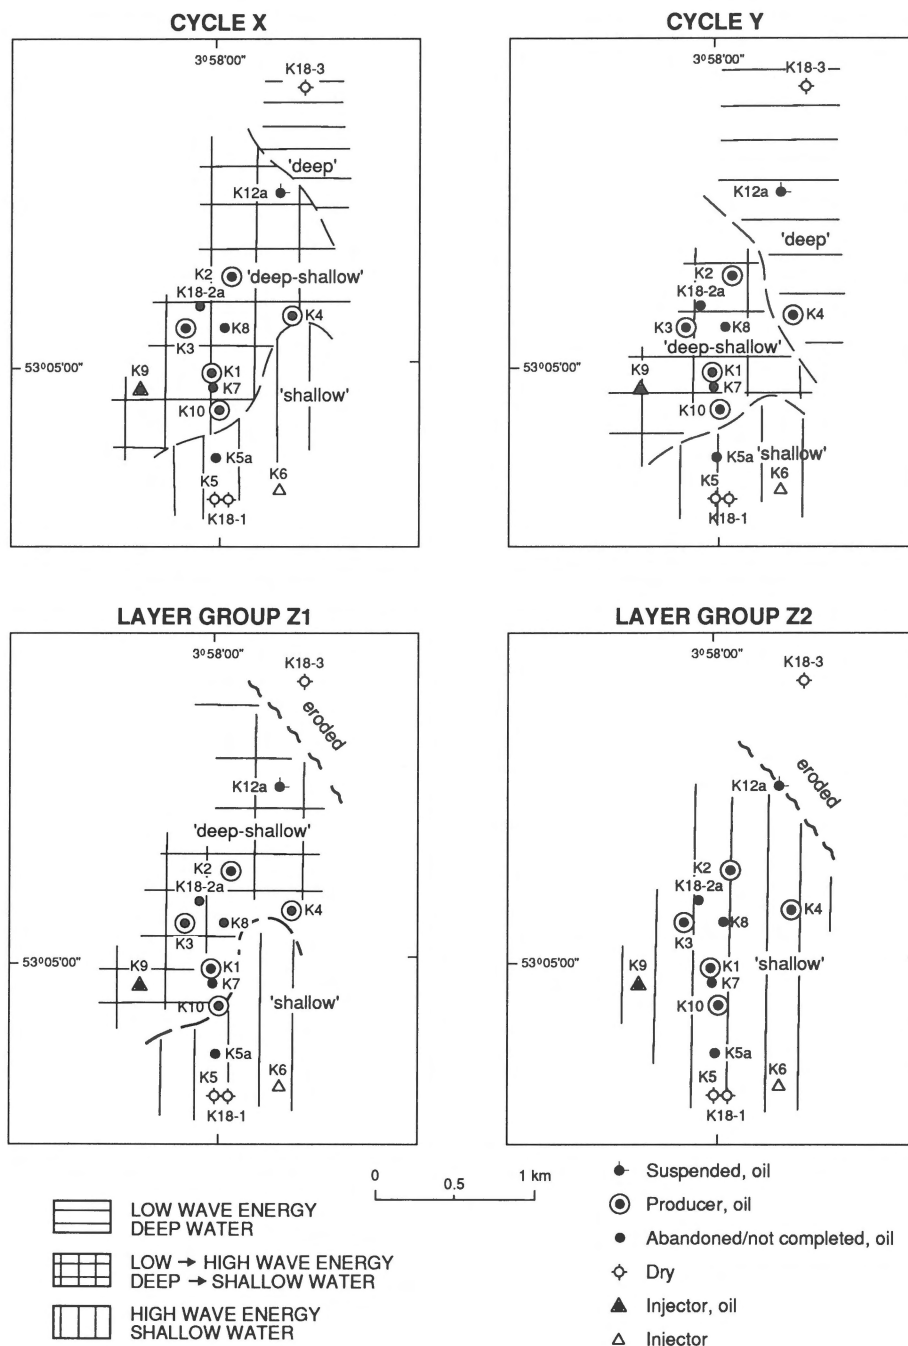 CYCLE X
3°58'00"
K18-3
'deep'
K12a
K2
'deep-shallow'
K18-2a
K4
K8
K3
53°05'00"
K9
K1
K7
'shallow'
K10
K5a
K5
K6
K18-1
CYCLE Y
3°58'00"
K18-3
K12a
'deep'
K2
K18-2a
K4
K3
K8
'deep-shallow'
53°05'00"
K9
K1
K7
K10
K5a
'shallow'
K5
K6
K18-1
LAYER GROUP Z1
3°58'00"
K18-3
eroded
K12a
'deep-shallow'
K2
K18-2a
K4
K8
K3
53°05'00"
K9
K1
K7
'shallow'
K10
K5a
K5
K6
K18-1
LAYER GROUP Z2
3°58'00"
K18-3
eroded
K12a
K2
K18-2a
K4
K8
K3
53°05'00"
K9
K1
'shallow'
K7
K10
K5a
K5
K6
K18-1
0 0.5 1 km
LOW WAVE ENERGY
DEEP WATER
LOW → HIGH WAVE ENERGY
DEEP → SHALLOW WATER
HIGH WAVE ENERGY
SHALLOW WATER
Suspended, oil
Producer, oil
Abandoned/not completed, oil
Dry
Injector, oil
Injector